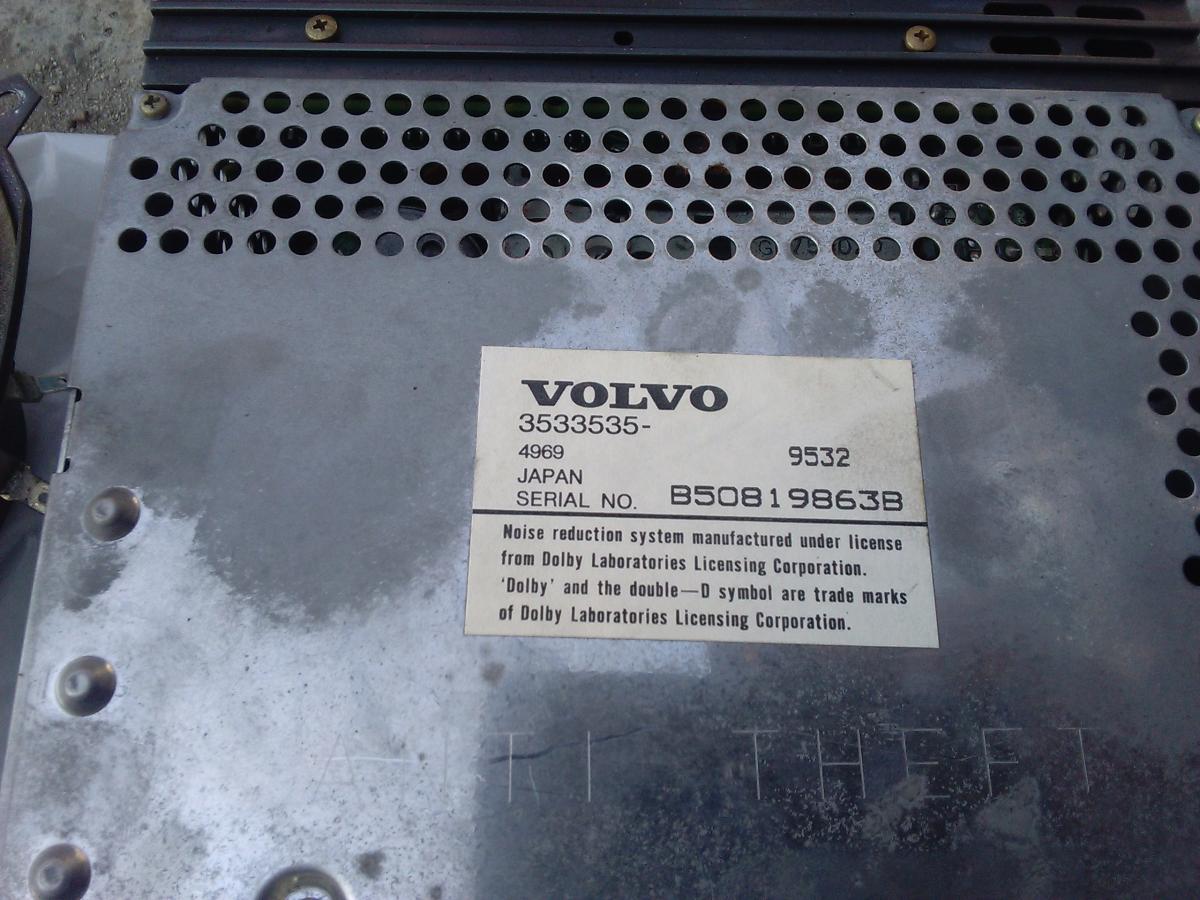 VOLVO
3533535-
4969 9532
JAPAN
SERIAL NO. B50819863B
Noise reduction system manufactured under license
from Dolby Laboratories Licensing Corporation.
'Dolby' and the double—D symbol are trade marks
of Dolby Laboratories Licensing Corporation.
THEFT